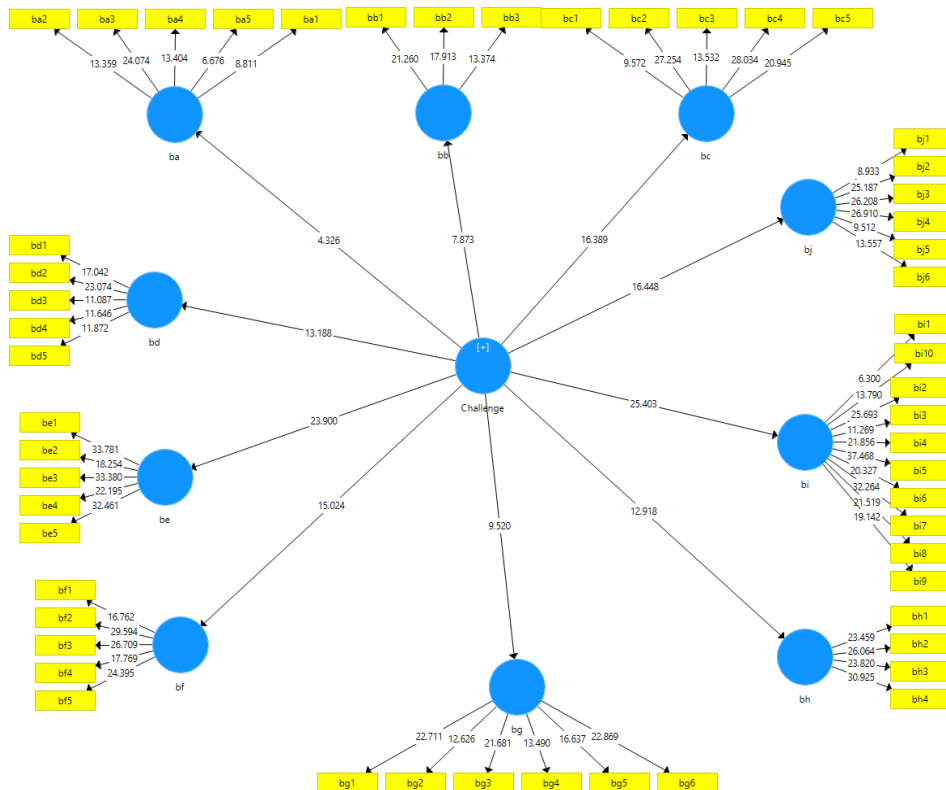 ba2 ba3 ba4 ba5 ba1 bb1 bb2 bb3 bc1 bc2 bc3 bc4 bc5
13.359 24.074 13.404 6.676 8.811 21.260 17.913 13.374 9.572 27.254 13.532 28.034 20.945
ba bb bc
bj1
bj2
bj3
bj4
bj5
bj6
8.933
25.187
26.208
26.910
9.512
13.557
bj
4.326 7.873 16.389
16.448
bd1
bd2
bd3
bd4
bd5
17.042
23.074
11.087
11.646
11.872
bd
13.188
[+]
Challenge
25.403
bi1
bi10
bi2
bi3
bi4
bi5
bi6
bi7
bi8
bi9
6.300
13.790
25.693
11.269
21.856
37.468
20.327
32.264
21.519
19.142
bi
23.900
be1
be2
be3
be4
be5
33.781
18.254
33.380
22.195
32.461
be
15.024
9.520
12.918
bf1
bf2
bf3
bf4
bf5
16.762
29.594
26.709
17.769
24.395
bf
bh1
bh2
bh3
bh4
23.459
26.064
23.820
30.925
bh
bg
22.711 12.626 21.681 13.490 16.637 22.869
bg1 bg2 bg3 bg4 bg5 bg6